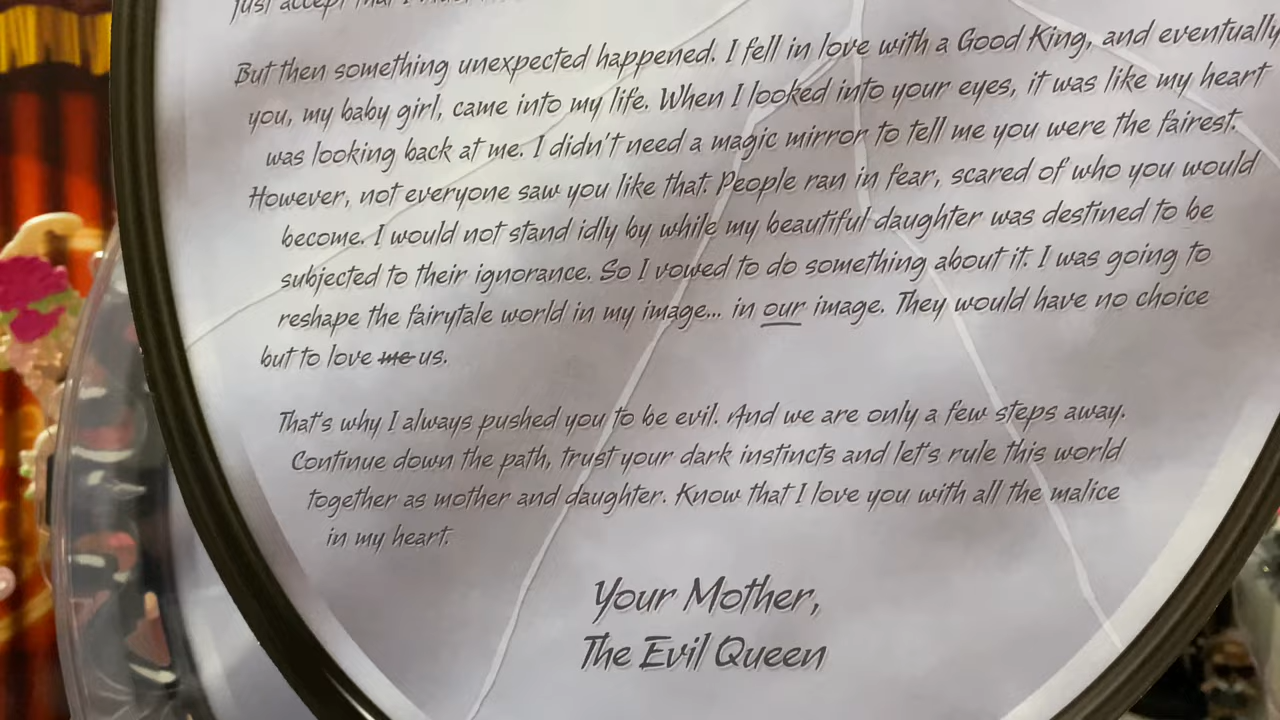 just accept that I must
But then something unexpected happened. I fell in love with a Good King, and eventually
you, my baby girl, came into my life. When I looked into your eyes, it was like my heart
was looking back at me. I didn't need a magic mirror to tell me you were the fairest.
However, not everyone saw you like that. People ran in fear, scared of who you would
become. I would not stand idly by while my beautiful daughter was destined to be
subjected to their ignorance. So I vowed to do something about it. I was going to
reshape the fairytale world in my image... in our image. They would have no choice
but to love me us.
That's why I always pushed you to be evil. And we are only a few steps away.
Continue down the path, trust your dark instincts and let's rule this world
together as mother and daughter. Know that I love you with all the malice
in my heart.
Your Mother,
The Evil Queen